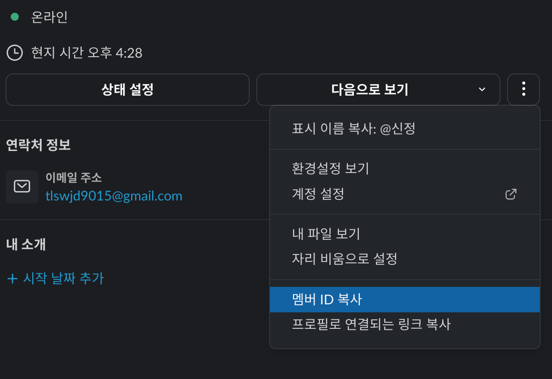 온라인
현지 시간 오후 4:28
상태 설정
다음으로 보기
표시 이름 복사: @신정
환경설정 보기
계정 설정
내 파일 보기
자리 비움으로 설정
멤버 ID 복사
프로필로 연결되는 링크 복사
연락처 정보
이메일 주소
tlswjd9015@gmail.com
내 소개
+ 시작 날짜 추가